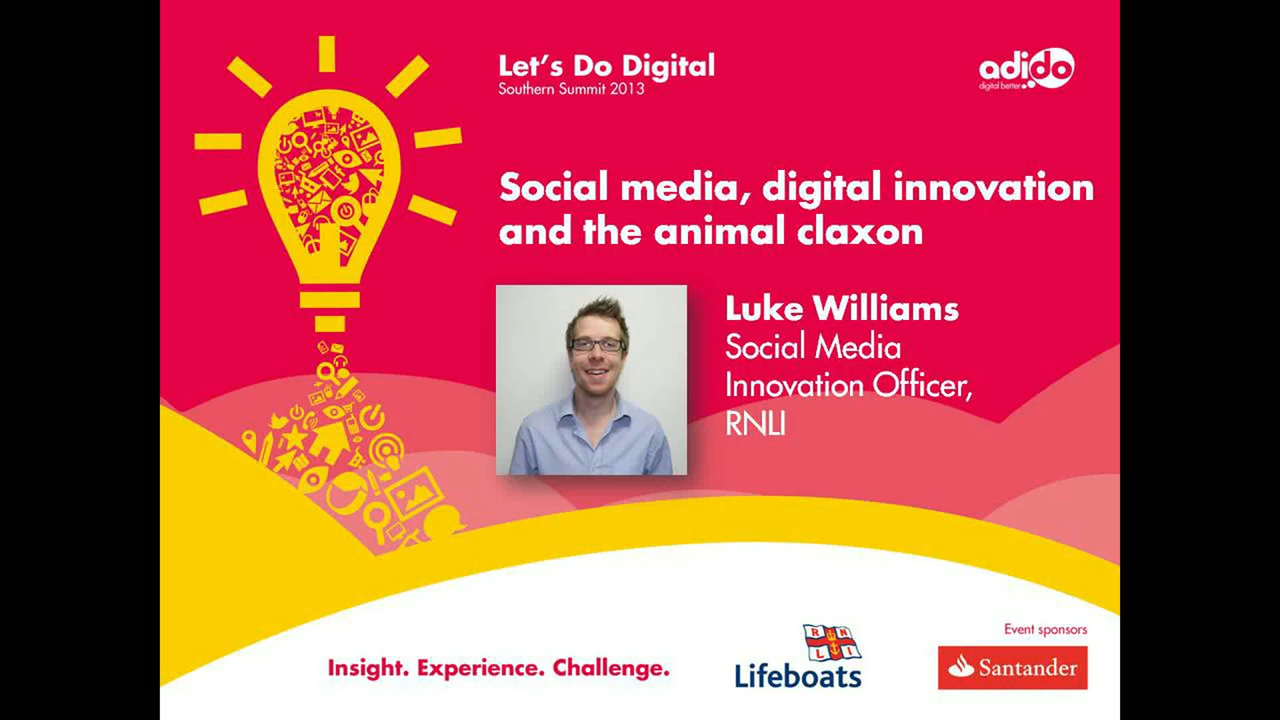 Let's Do Digital
Southern Summit 2013
adido
digital better.
Social media, digital innovation
and the animal claxon
Luke Williams
Social Media
Innovation Officer,
RNLI
Event sponsors
Insight. Experience. Challenge.
R N
L I
Lifeboats
Santander